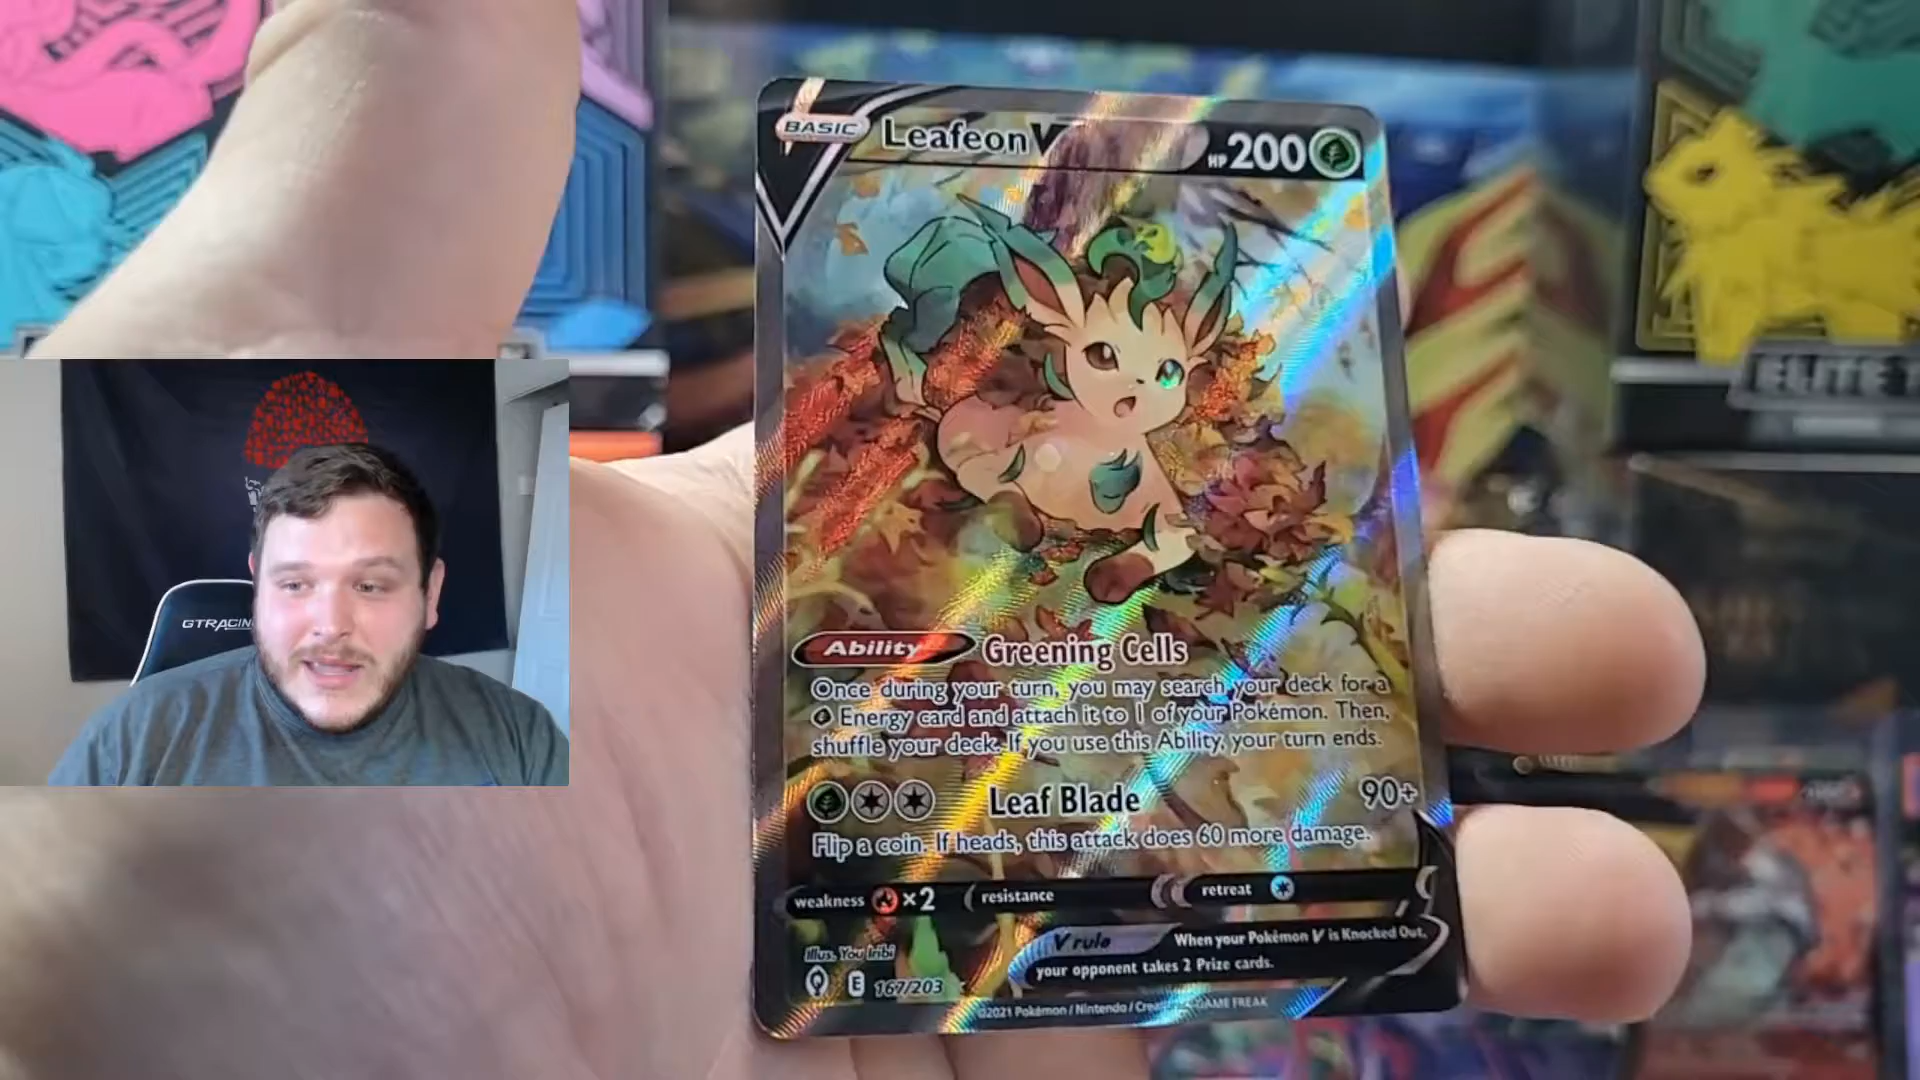 BASIC Leafeon V HP 200
Ability Greening Cells
Once during your turn, you may search your deck for a
Energy card and attach it to 1 of your Pokémon. Then,
shuffle your deck. If you use this Ability, your turn ends.
Leaf Blade 90+
Flip a coin. If heads, this attack does 60 more damage.
weakness ×2 resistance retreat
Illus. You Iribi
V rule When your Pokémon V is Knocked Out,
your opponent takes 2 Prize cards.
E 167/203
©2021 Pokémon / Nintendo / GAME FREAK
GTRACING
ELITE T